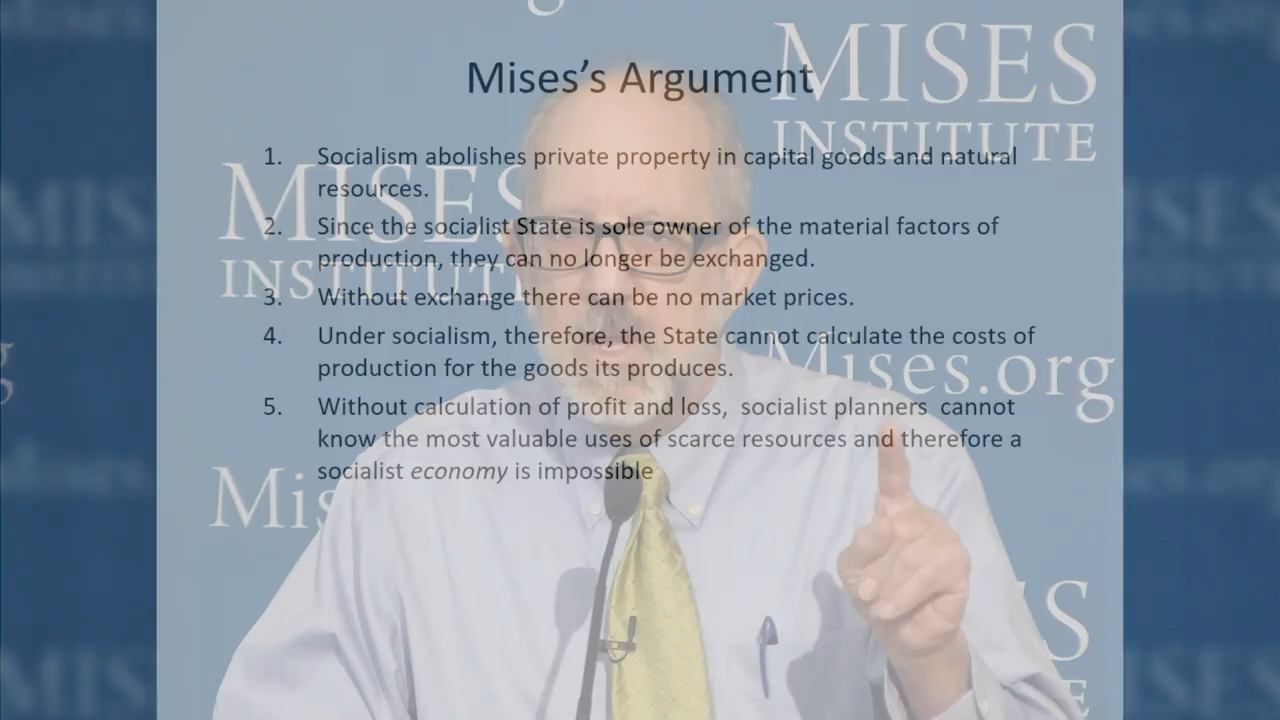 MISES
INSTITUTE
Mises's Argument
1. Socialism abolishes private property in capital goods and natural
resources.
2. Since the socialist State is sole owner of the material factors of
production, they can no longer be exchanged.
3. Without exchange there can be no market prices.
4. Under socialism, therefore, the State cannot calculate the costs of
production for the goods its produces.
5. Without calculation of profit and loss, socialist planners cannot
know the most valuable uses of scarce resources and therefore a
socialist economy is impossible
MISES
INSTITUT
Mises.org
Mis
S
E